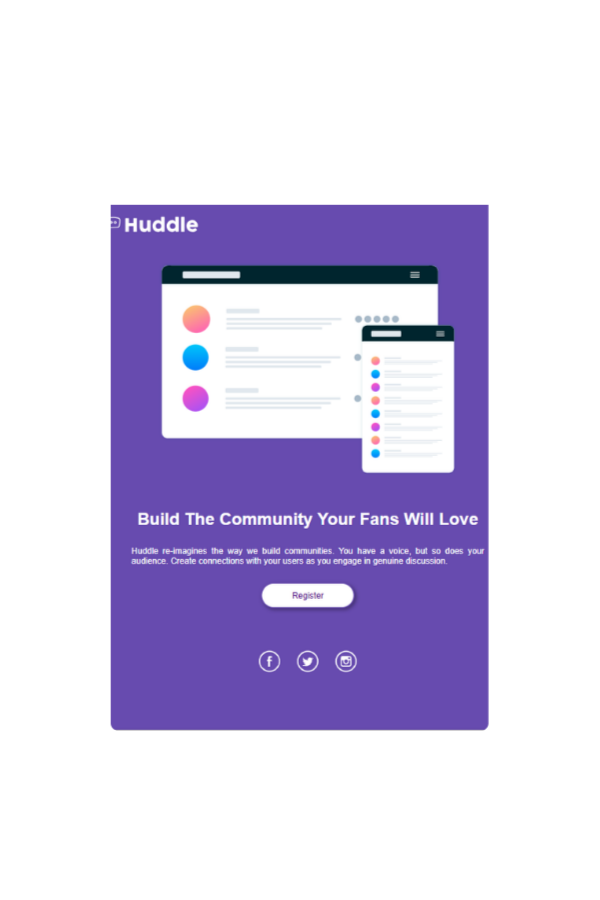 Huddle
Build The Community Your Fans Will Love
Huddle re-imagines the way we build communities. You have a voice, but so does your
audience. Create connections with your users as you engage in genuine discussion.
Register